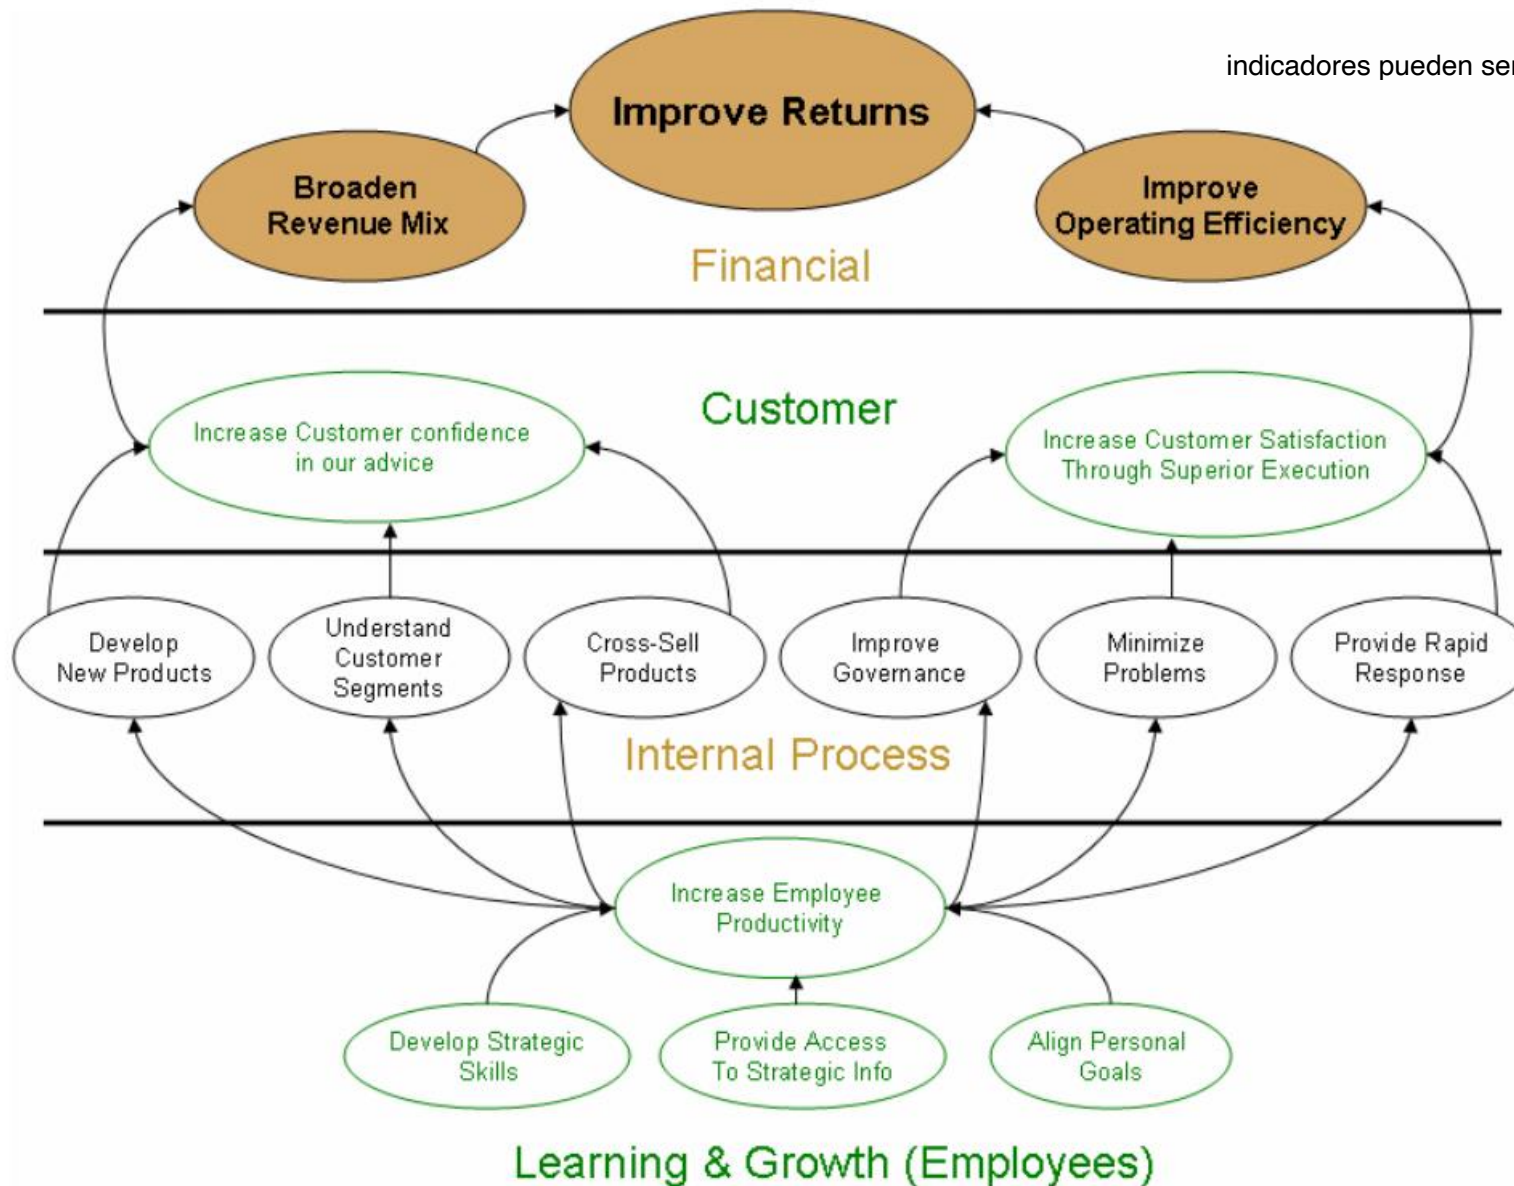 indicadores pueden ser
Improve Returns
Broaden
Revenue Mix
Improve
Operating Efficiency
Financial
Customer
Increase Customer confidence
in our advice
Increase Customer Satisfaction
Through Superior Execution
Develop
New Products
Understand
Customer
Segments
Cross-Sell
Products
Improve
Governance
Minimize
Problems
Provide Rapid
Response
Internal Process
Increase Employee
Productivity
Develop Strategic
Skills
Provide Access
To Strategic Info
Align Personal
Goals
Learning & Growth (Employees)